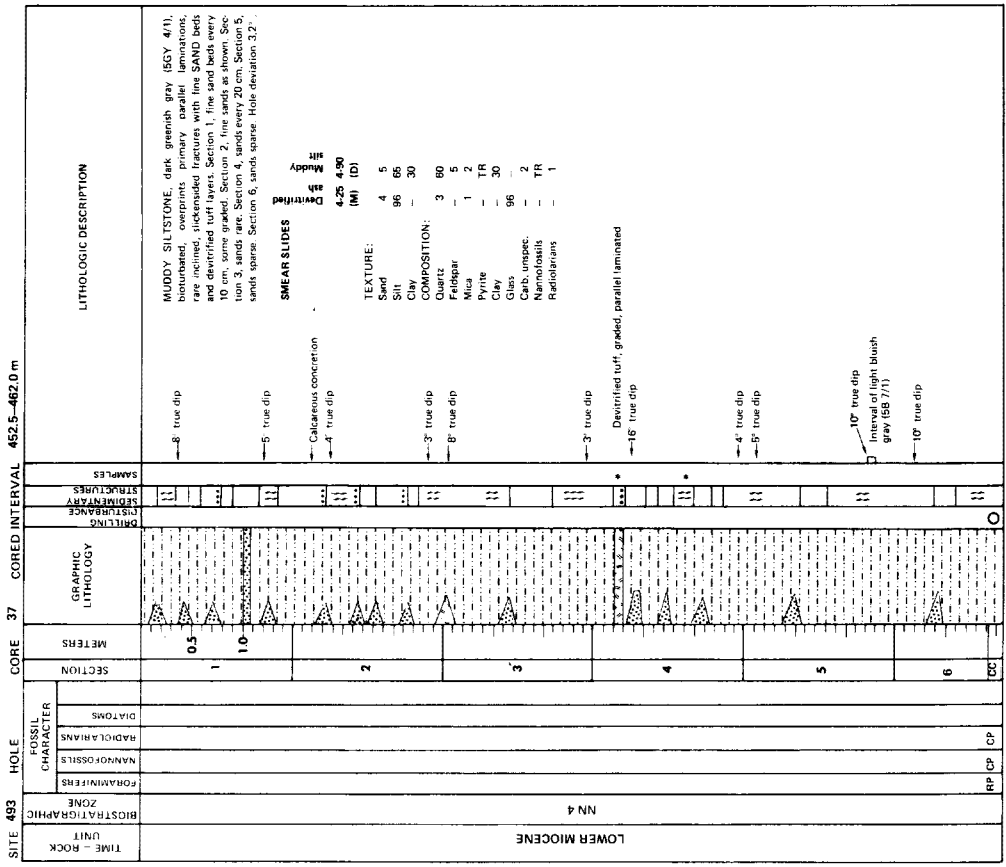 SITE 493 HOLE CORE 37 CORED INTERVAL 452.5–462.0 m
TIME – ROCK UNIT
BIOSTRATIGRAPHIC ZONE
FOSSIL CHARACTER
FORAMINIFERS
NANNOFOSSILS
RADIOLARIANS
DIATOMS
SECTION
METERS
GRAPHIC LITHOLOGY
DRILLING DISTURBANCE
SEDIMENTARY STRUCTURES
SAMPLES
LITHOLOGIC DESCRIPTION
LOWER MIOCENE
NN 4
RP
CP
CP
1
2
3
4
5
6
CC
0.5
1.0
8° true dip
5 true dip
Calcareous concretion
4° true dip
3° true dip
8° true dip
3° true dip
Devitrified tuff, graded, parallel laminated
16° true dip
4° true dip
5° true dip
10° true dip
Interval of light bluish
gray (5B 7/1)
10° true dip
MUDDY SILTSTONE, dark greenish gray (5GY 4/1),
bioturbated, overprints primary parallel laminations,
rare inclined, slickensided fractures with fine SAND beds
and devitrified tuff layers. Section 1, fine sand beds every
10 cm, some graded. Section 2, fine sands as shown. Sec-
tion 3, sands rare. Section 4, sands every 20 cm. Section 5,
sands sparse. Section 6, sands sparse. Hole deviation 3.2°.
SMEAR SLIDES
Devitrified ash
Muddy silt
4-25 4-90
(M) (D)
TEXTURE:
Sand 4 5
Silt 96 65
Clay – 30
COMPOSITION:
Quartz 3 60
Feldspar – 5
Mica 1 2
Pyrite – TR
Clay – 30
Glass 96 –
Carb. unspec. – 2
Nannofossils – TR
Radiolarians – 1